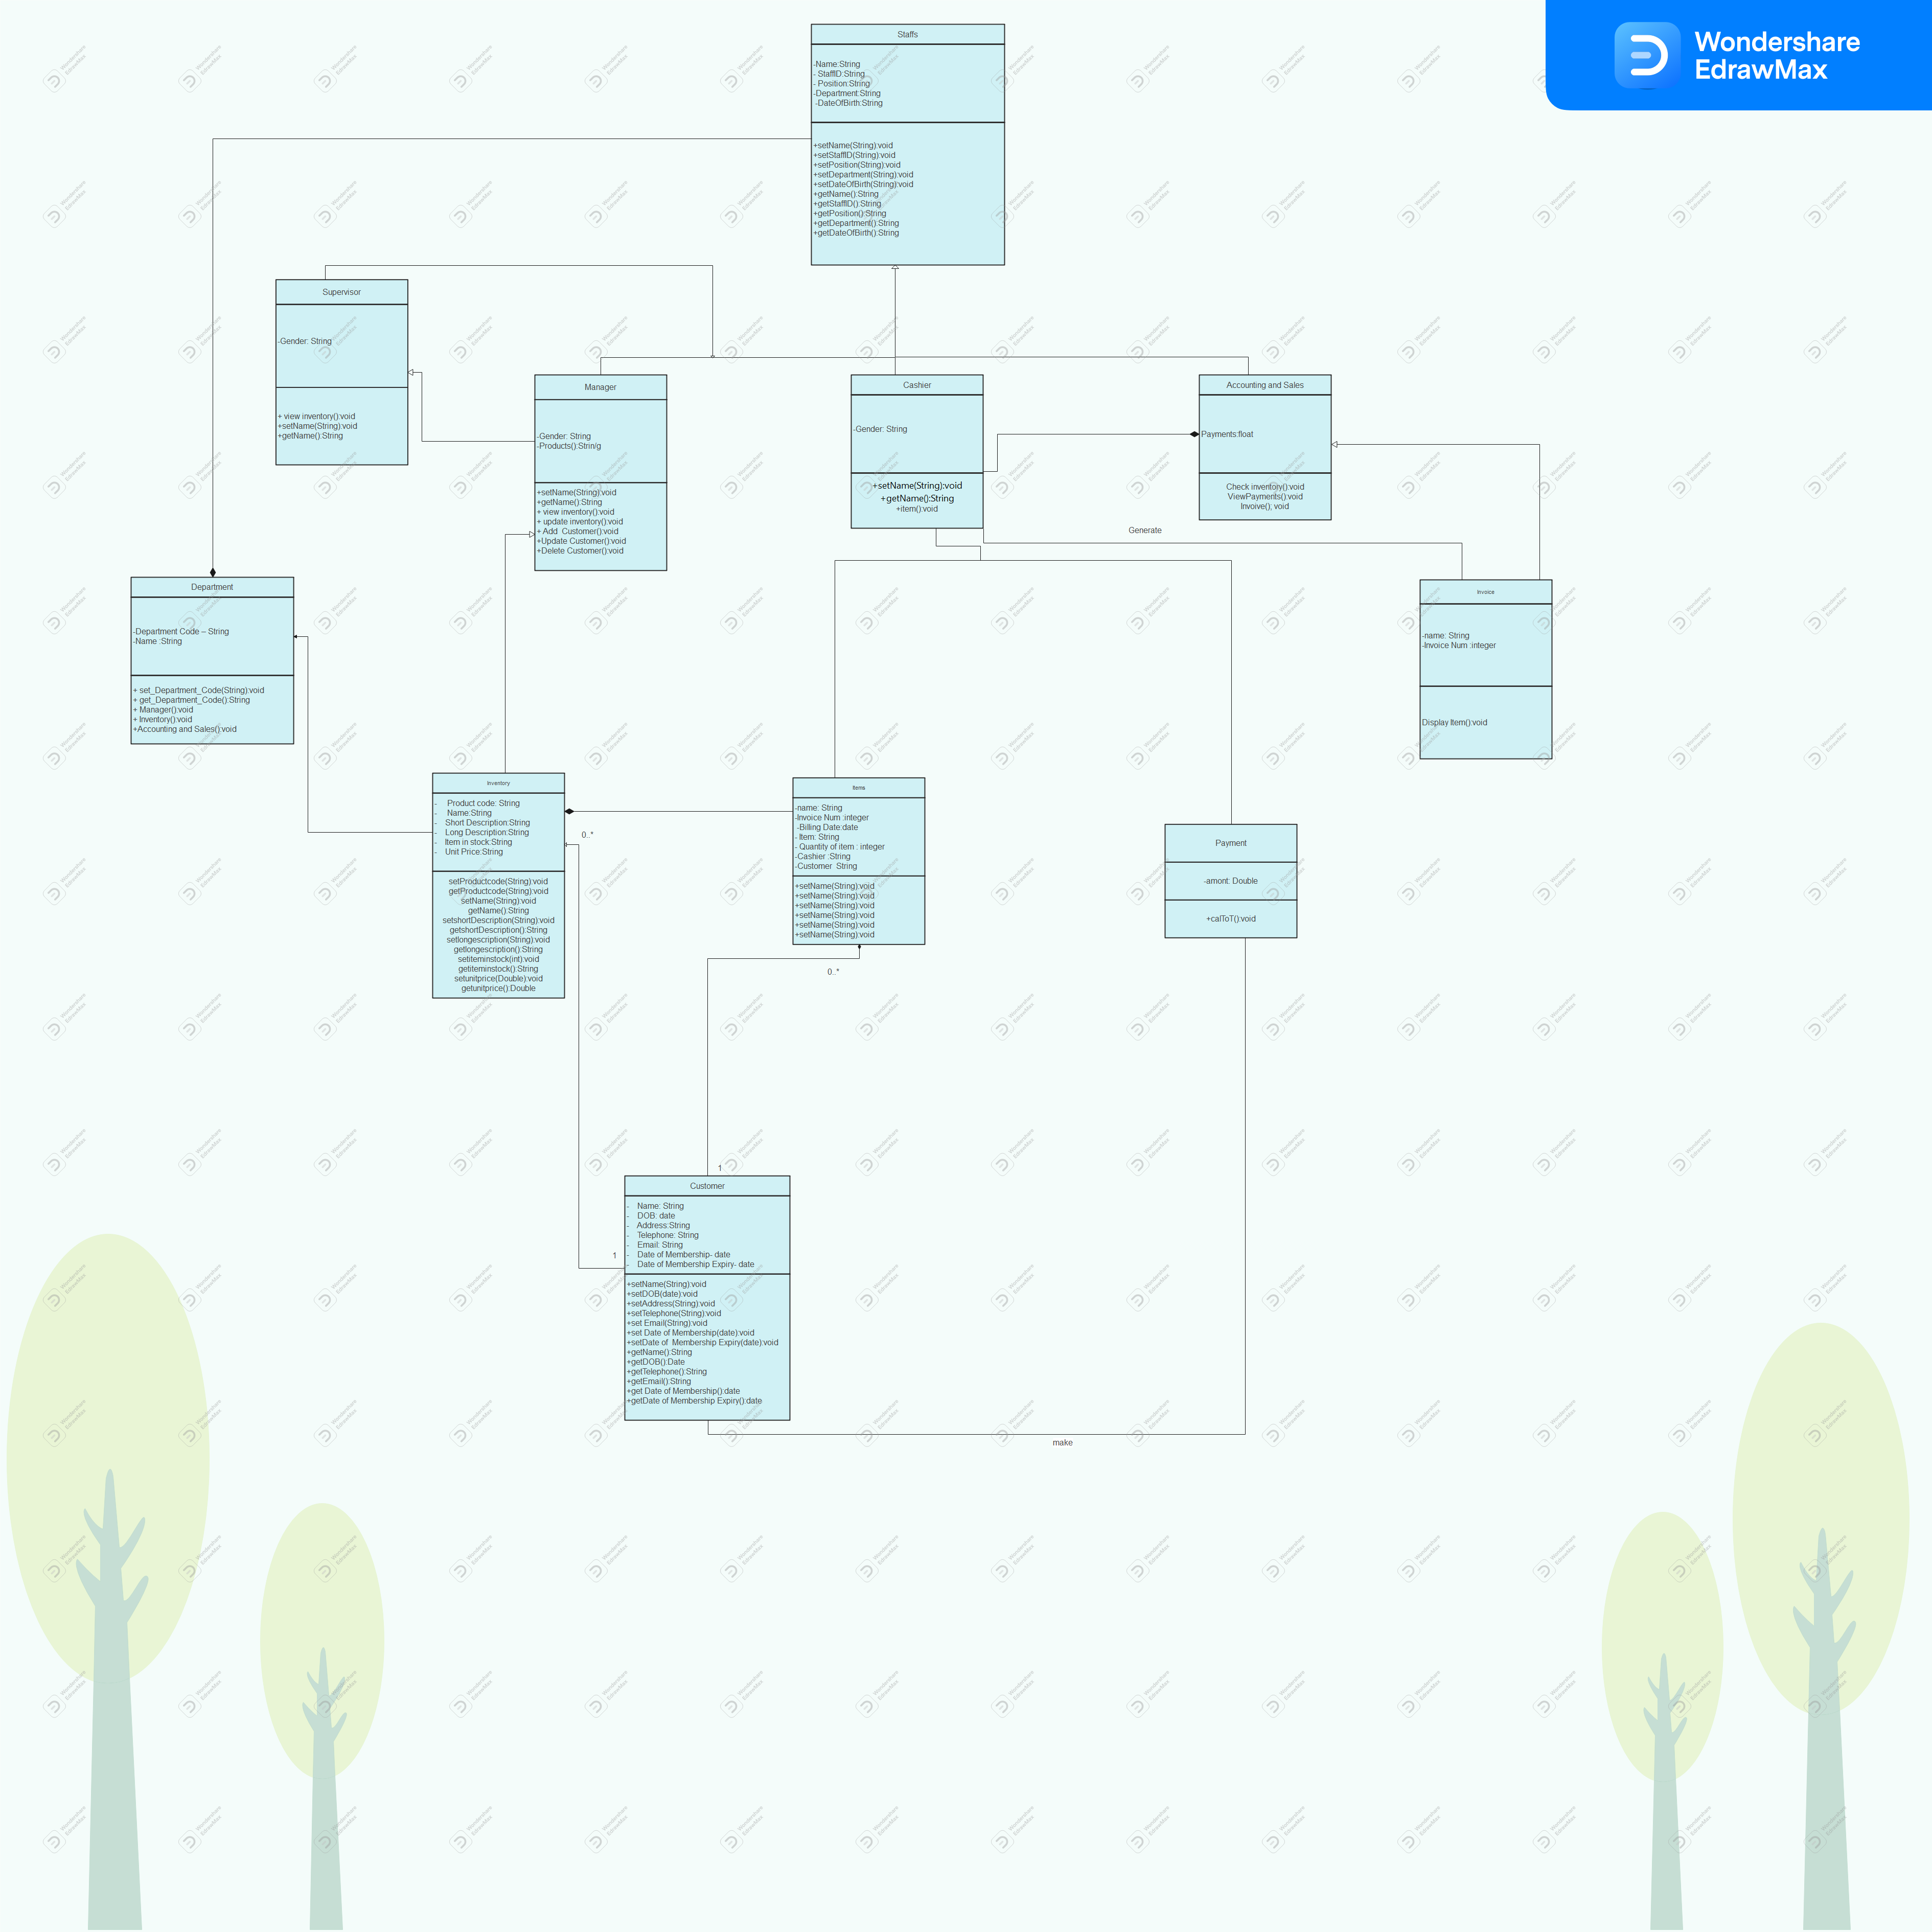 Wondershare
EdrawMax
Staffs
-Name:String
- StaffID:String
- Position:String
-Department:String
-DateOfBirth:String
+setName(String):void
+setStaffID(String):void
+setPosition(String):void
+setDepartment(String):void
+setDateOfBirth(String):void
+getName():String
+getStaffID():String
+getPosition():String
+getDepartment():String
+getDateOfBirth():String
Supervisor
-Gender: String
+ view inventory():void
+setName(String):void
+getName():String
Manager
-Gender: String
-Products():Strin/g
+setName(String):void
+getName():String
+ view inventory():void
+ update inventory():void
+ Add  Customer():void
+Update Customer():void
+Delete Customer():void
Cashier
-Gender: String
+setName(String):void
+getName():String
+item():void
Accounting and Sales
Payments:float
Check inventory():void
ViewPayments():void
Invoive(); void
Generate
Department
-Department Code – String
-Name :String
+ set_Department_Code(String):void
+ get_Department_Code():String
+ Manager():void
+ Inventory():void
+Accounting and Sales():void
Invoice
-name: String
-Invoice Num :integer
Display Item():void
Inventory
- Product code: String
- Name:String
- Short Description:String
- Long Description:String
- Item in stock:String
- Unit Price:String
setProductcode(String):void
getProductcode(String):void
setName(String):void
getName():String
setshortDescription(String):void
getshortDescription():String
setlongescription(String):void
getlongescription():String
setiteminstock(int):void
getiteminstock():String
setunitprice(Double):void
getunitprice():Double
0..*
Items
-name: String
-Invoice Num :integer
-Billing Date:date
- Item: String
- Quantity of item : integer
-Cashier :String
-Customer :String
+setName(String):void
+setName(String):void
+setName(String):void
+setName(String):void
+setName(String):void
+setName(String):void
0..*
Payment
-amont: Double
+calToT():void
1
Customer
- Name: String
- DOB: date
- Address:String
- Telephone: String
- Email: String
- Date of Membership- date
- Date of Membership Expiry- date
1
+setName(String):void
+setDOB(date):void
+setAddress(String):void
+setTelephone(String):void
+set Email(String):void
+set Date of Membership(date):void
+setDate of  Membership Expiry(date):void
+getName():String
+getDOB():Date
+getTelephone():String
+getEmail():String
+get Date of Membership():date
+getDate of Membership Expiry():date
make